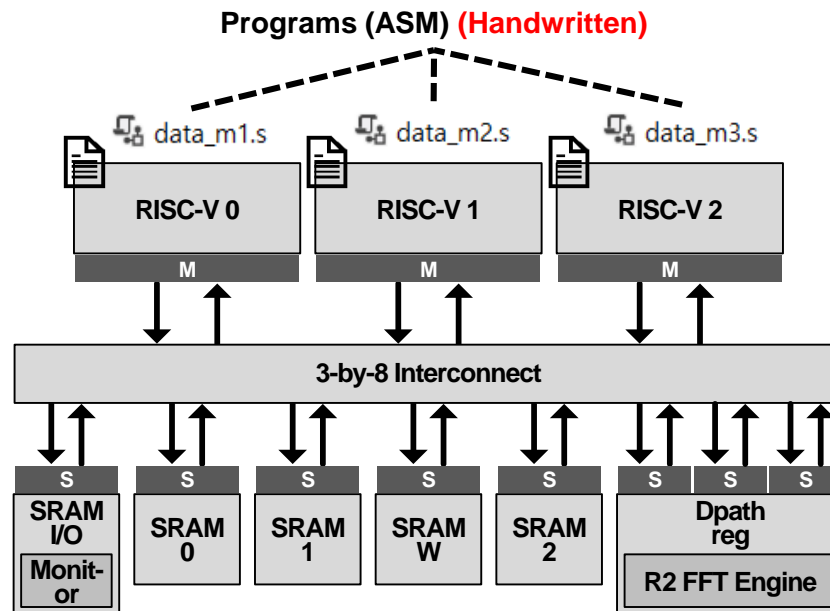 Programs (ASM) (Handwritten)
data_m1.s data_m2.s data_m3.s
RISC-V 0 RISC-V 1 RISC-V 2
M M M
3-by-8 Interconnect
S S S S S S S S
SRAM I/O
Monit-
or
SRAM
0
SRAM
1
SRAM
W
SRAM
2
Dpath
reg
R2 FFT Engine